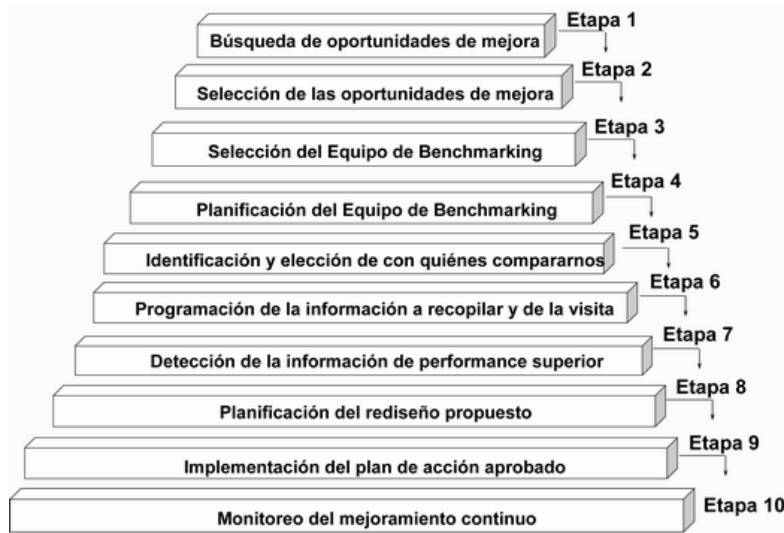 Etapa 1
Búsqueda de oportunidades de mejora
Etapa 2
Selección de las oportunidades de mejora
Etapa 3
Selección del Equipo de Benchmarking
Etapa 4
Planificación del Equipo de Benchmarking
Etapa 5
Identificación y elección de con quiénes compararnos
Etapa 6
Programación de la información a recopilar y de la visita
Etapa 7
Detección de la información de performance superior
Etapa 8
Planificación del rediseño propuesto
Etapa 9
Implementación del plan de acción aprobado
Etapa 10
Monitoreo del mejoramiento continuo